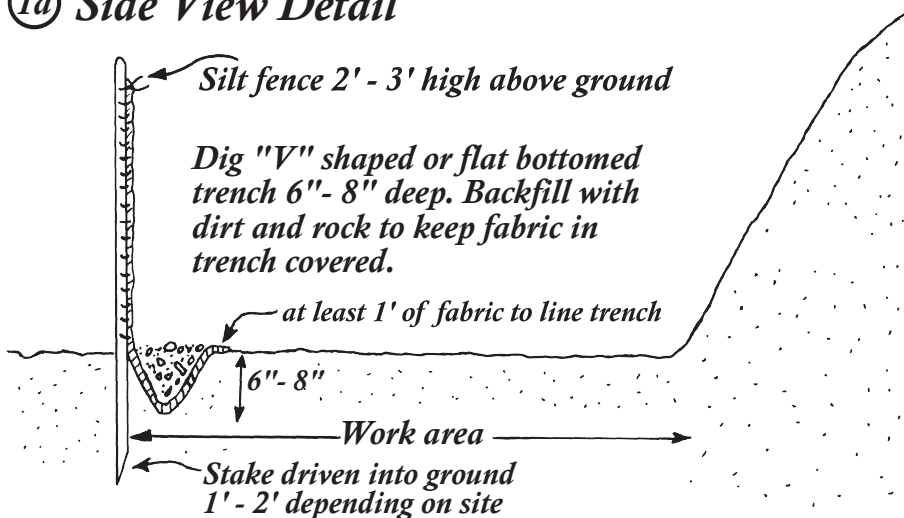 1a Side View Detail
Silt fence 2' - 3' high above ground
Dig "V" shaped or flat bottomed
trench 6"- 8" deep. Backfill with
dirt and rock to keep fabric in
trench covered.
at least 1' of fabric to line trench
6"- 8"
Work area
Stake driven into ground
1' - 2' depending on site